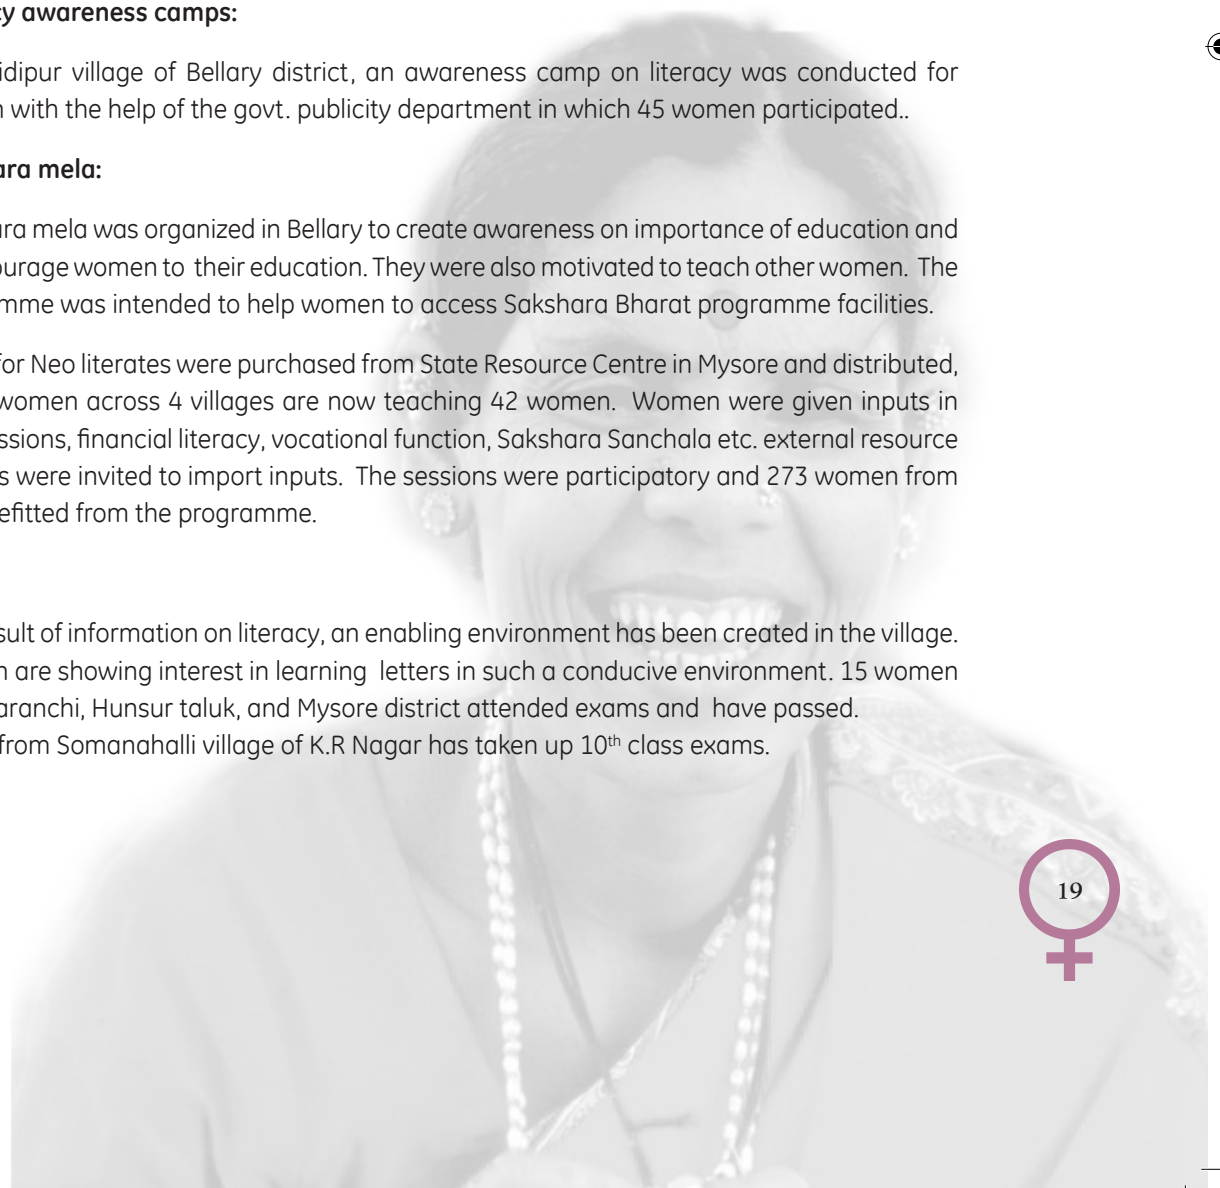 cy awareness camps:
idipur village of Bellary district, an awareness camp on literacy was conducted for
n with the help of the govt. publicity department in which 45 women participated..
ara mela:
ara mela was organized in Bellary to create awareness on importance of education and
ourage women to their education. They were also motivated to teach other women. The
mme was intended to help women to access Sakshara Bharat programme facilities.
for Neo literates were purchased from State Resource Centre in Mysore and distributed,
women across 4 villages are now teaching 42 women. Women were given inputs in
ssions, financial literacy, vocational function, Sakshara Sanchala etc. external resource
s were invited to import inputs. The sessions were participatory and 273 women from
efitted from the programme.
sult of information on literacy, an enabling environment has been created in the village.
n are showing interest in learning letters in such a conducive environment. 15 women
aranchi, Hunsur taluk, and Mysore district attended exams and have passed.
from Somanahalli village of K.R Nagar has taken up 10th class exams.
19